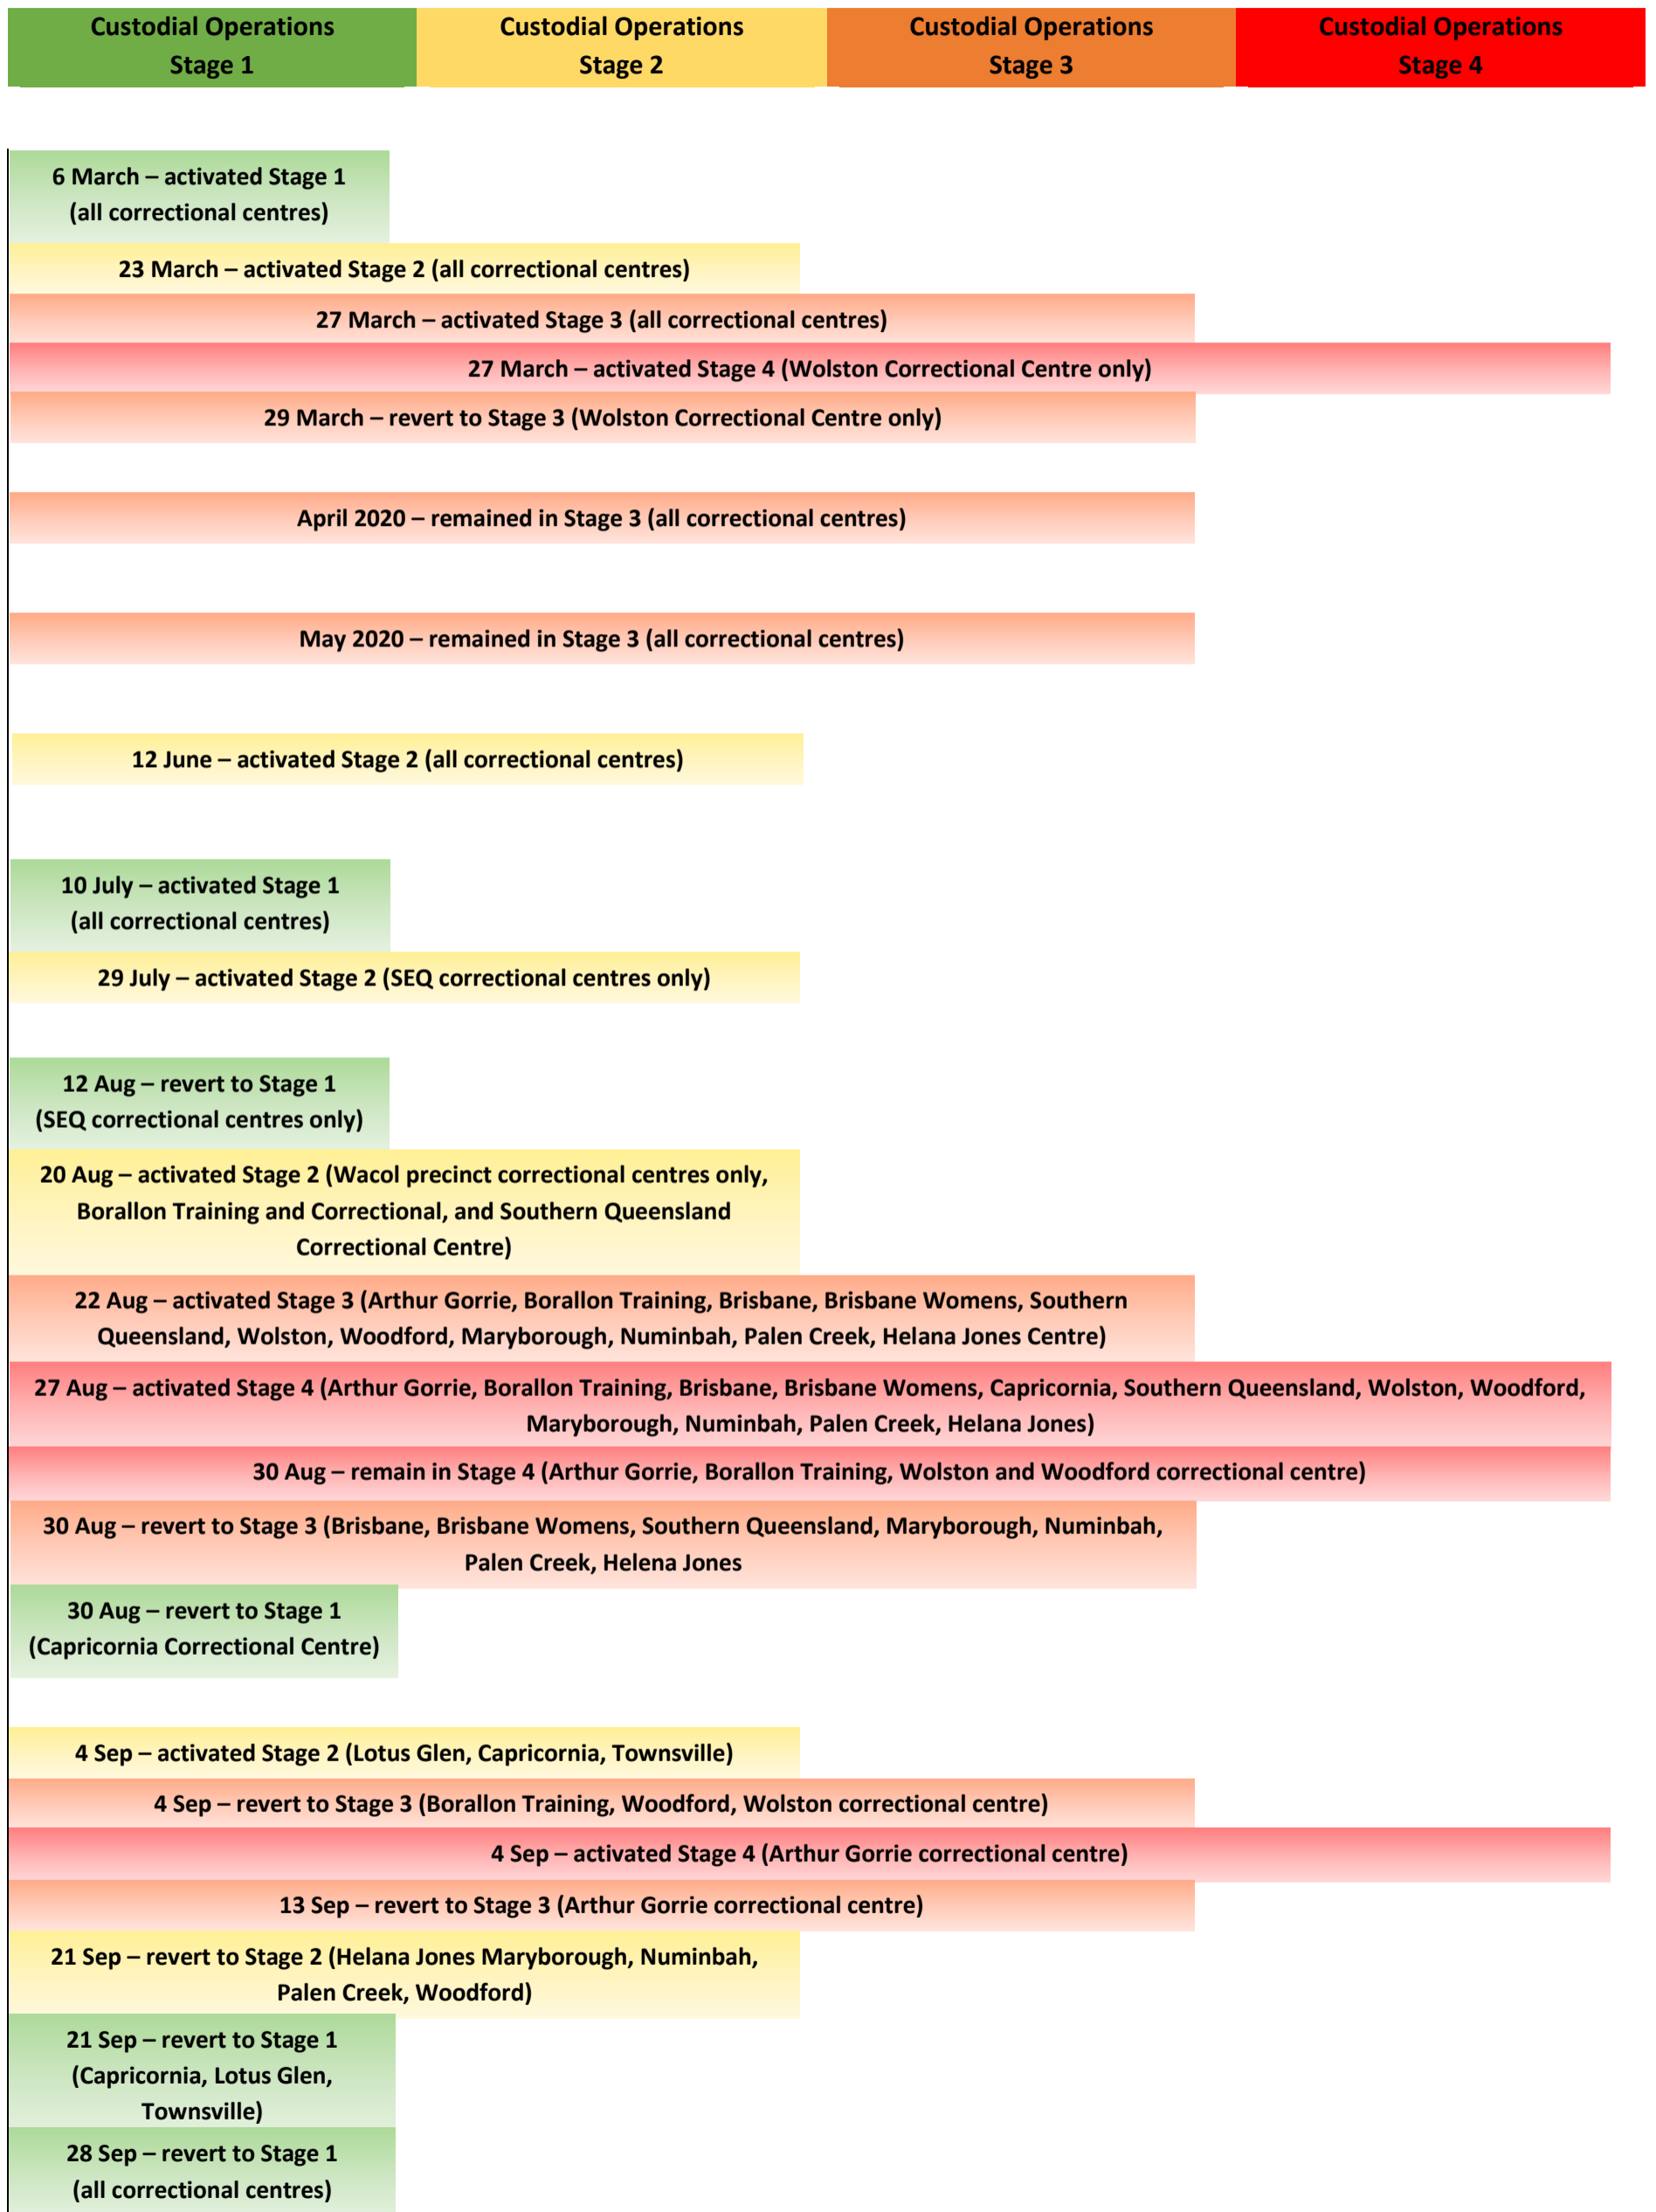 Custodial Operations
Stage 1
Custodial Operations
Stage 2
Custodial Operations
Stage 3
Custodial Operations
Stage 4
6 March – activated Stage 1
(all correctional centres)
23 March – activated Stage 2 (all correctional centres)
27 March – activated Stage 3 (all correctional centres)
27 March – activated Stage 4 (Wolston Correctional Centre only)
29 March – revert to Stage 3 (Wolston Correctional Centre only)
April 2020 – remained in Stage 3 (all correctional centres)
May 2020 – remained in Stage 3 (all correctional centres)
12 June – activated Stage 2 (all correctional centres)
10 July – activated Stage 1
(all correctional centres)
29 July – activated Stage 2 (SEQ correctional centres only)
12 Aug – revert to Stage 1
(SEQ correctional centres only)
20 Aug – activated Stage 2 (Wacol precinct correctional centres only,
Borallon Training and Correctional, and Southern Queensland
Correctional Centre)
22 Aug – activated Stage 3 (Arthur Gorrie, Borallon Training, Brisbane, Brisbane Womens, Southern
Queensland, Wolston, Woodford, Maryborough, Numinbah, Palen Creek, Helana Jones Centre)
27 Aug – activated Stage 4 (Arthur Gorrie, Borallon Training, Brisbane, Brisbane Womens, Capricornia, Southern Queensland, Wolston, Woodford,
Maryborough, Numinbah, Palen Creek, Helana Jones)
30 Aug – remain in Stage 4 (Arthur Gorrie, Borallon Training, Wolston and Woodford correctional centre)
30 Aug – revert to Stage 3 (Brisbane, Brisbane Womens, Southern Queensland, Maryborough, Numinbah,
Palen Creek, Helena Jones
30 Aug – revert to Stage 1
(Capricornia Correctional Centre)
4 Sep – activated Stage 2 (Lotus Glen, Capricornia, Townsville)
4 Sep – revert to Stage 3 (Borallon Training, Woodford, Wolston correctional centre)
4 Sep – activated Stage 4 (Arthur Gorrie correctional centre)
13 Sep – revert to Stage 3 (Arthur Gorrie correctional centre)
21 Sep – revert to Stage 2 (Helana Jones Maryborough, Numinbah,
Palen Creek, Woodford)
21 Sep – revert to Stage 1
(Capricornia, Lotus Glen,
Townsville)
28 Sep – revert to Stage 1
(all correctional centres)